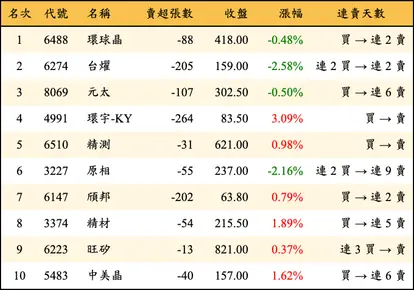 名次 代號 名稱 賣超張數 收盤 漲幅 連賣天數
1 6488 環球晶 -88 418.00 -0.48% 買→連 2 賣
2 6274 台燿 -205 159.00 -2.58% 連 2 買→連 2 賣
3 8069 元太 -107 302.50 -0.50% 買→連 6 賣
4 4991 環宇-KY -264 83.50 3.09% 買→賣
5 6510 精測 -31 621.00 0.98% 買→賣
6 3227 原相 -55 237.00 -2.16% 連 2 買→連 9 賣
7 6147 頎邦 -202 63.80 0.79% 買→連 2 賣
8 3374 精材 -54 215.50 1.89% 買→連 5 賣
9 6223 旺矽 -13 821.00 0.37% 連 3 買→賣
10 5483 中美晶 -40 157.00 1.62% 買→連 6 賣